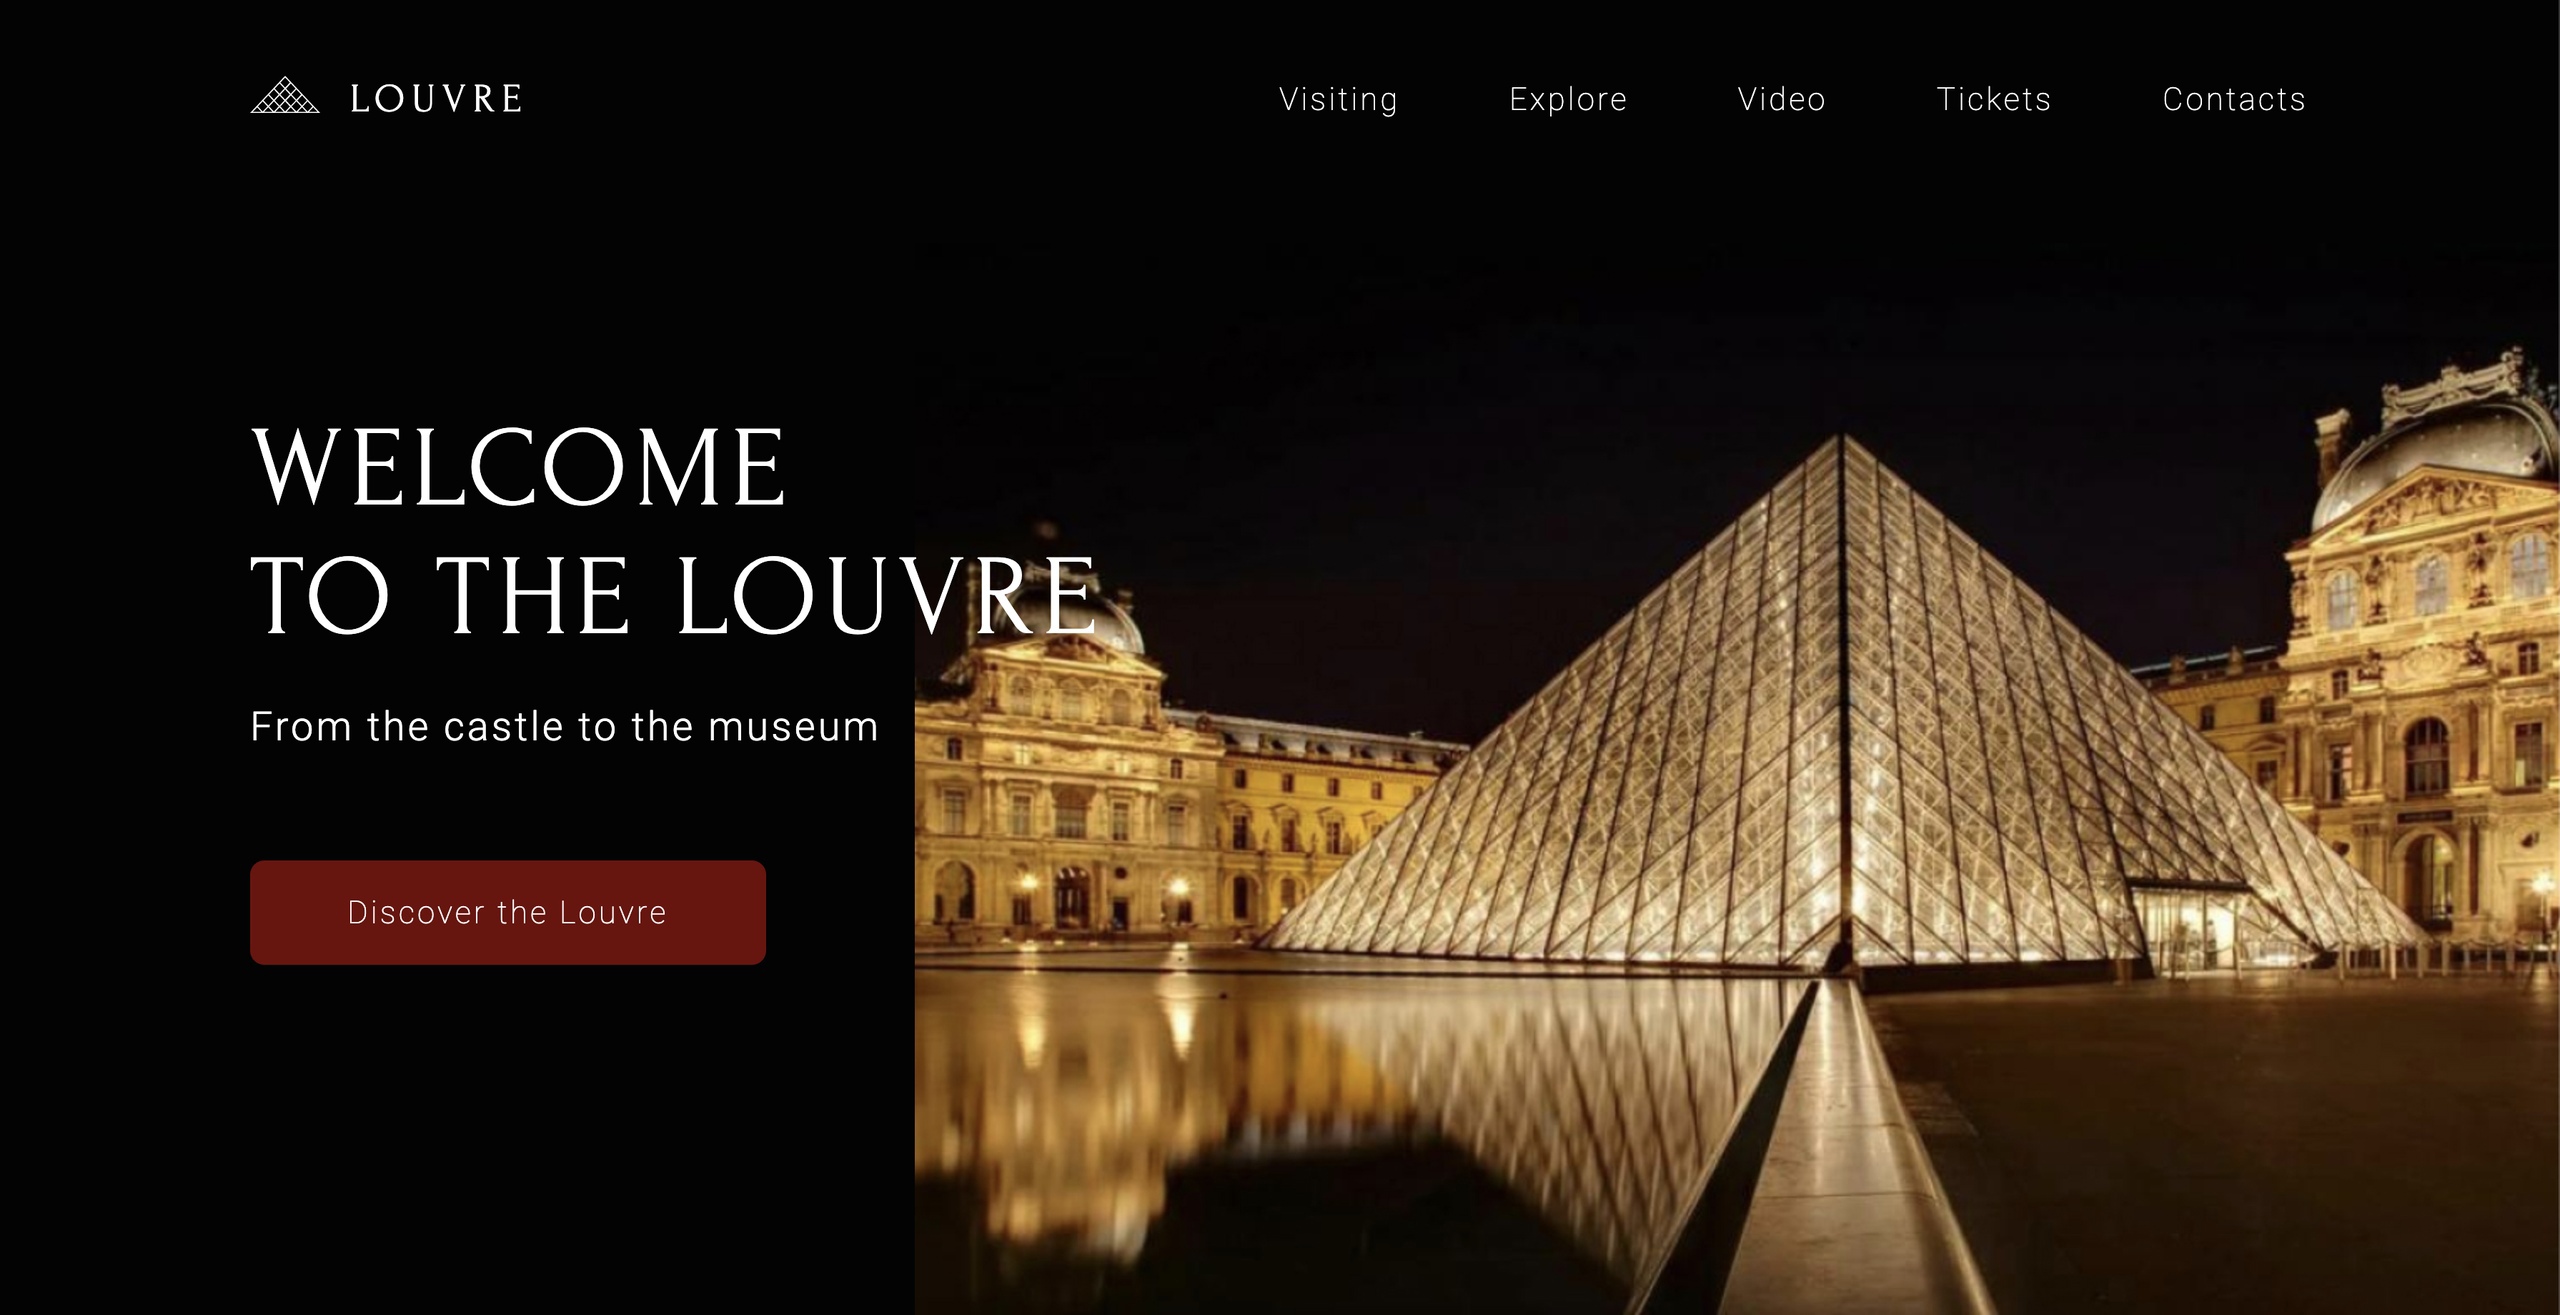 LOUVRE
Visiting Explore Video Tickets Contacts
WELCOME
TO THE LOUVRE
From the castle to the museum
Discover the Louvre